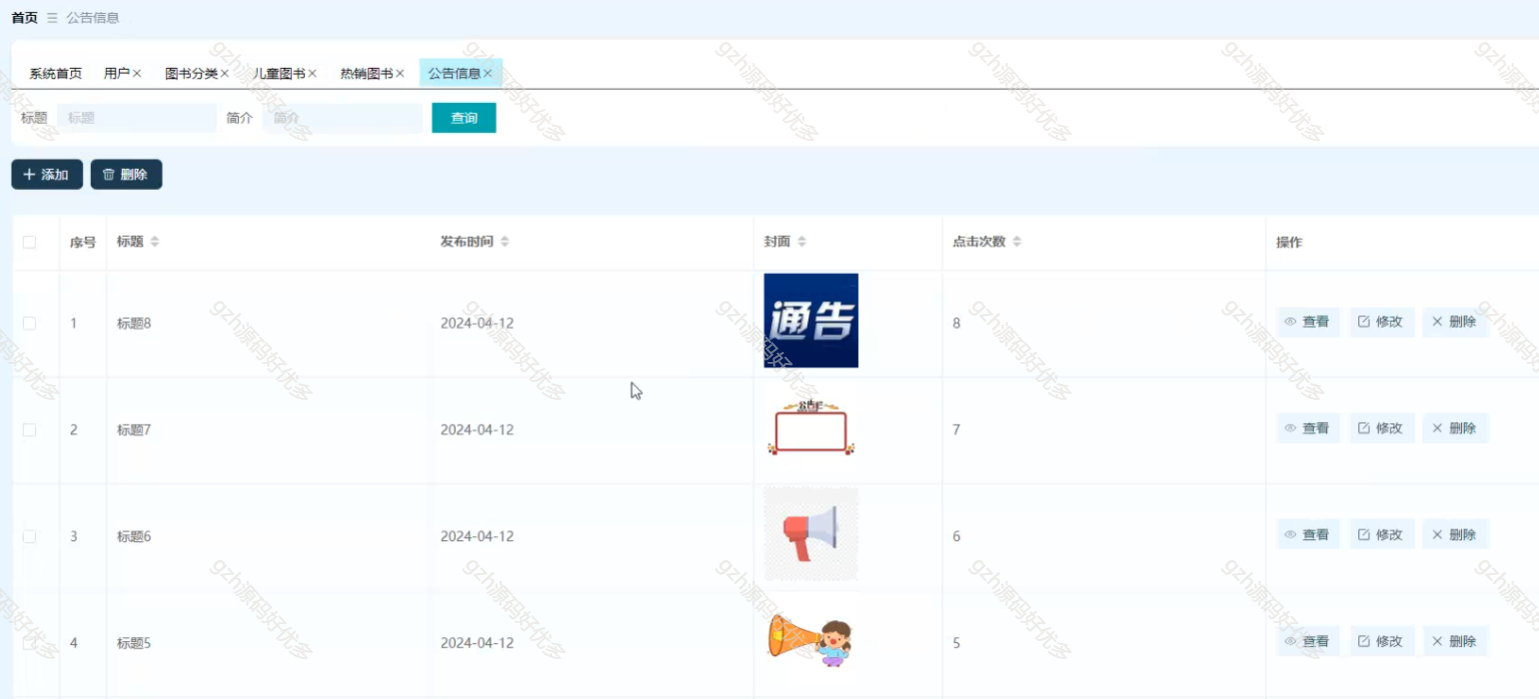 首页 公告信息
系统首页 用户 图书分类 儿童图书 热销图书 公告信息
标题 标题 简介 简介 查询
添加 删除
序号 标题 发布时间 封面 点击次数 操作
1 标题8 2024-04-12 通告 8 查看 修改 删除
2 标题7 2024-04-12 公告栏 7 查看 修改 删除
3 标题6 2024-04-12 6 查看 修改 删除
4 标题5 2024-04-12 5 查看 修改 删除
gzh源码好优多